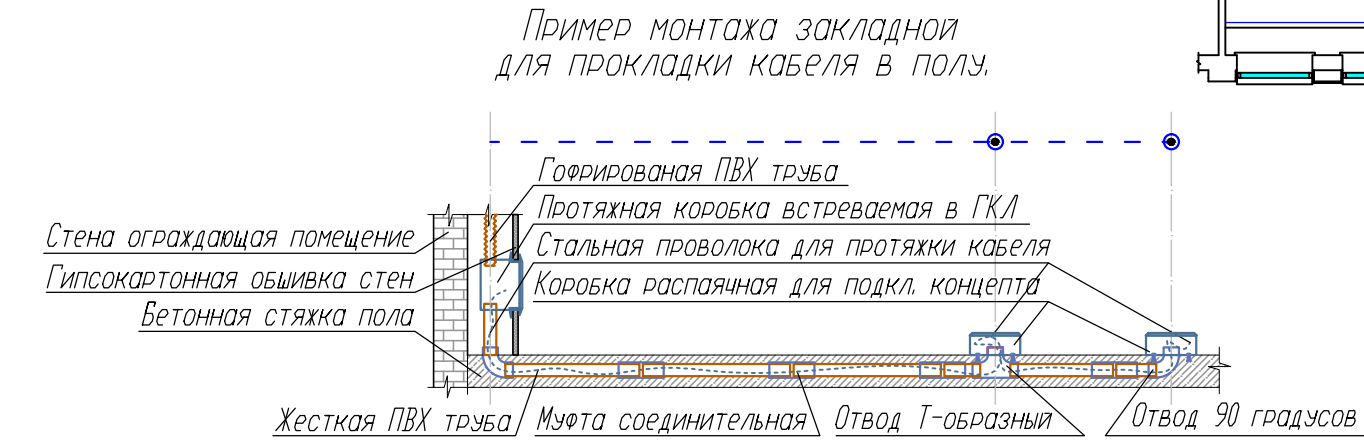 Пример монтажа закладной
для прокладки кабеля в полу.
Гофрированая ПВХ труба
Протяжная коробка встреваемая в ГКЛ
Стена ограждающая помещение
Стальная проволока для протяжки кабеля
Гипсокартонная обшивка стен
Коробка распаячная для подкл. концепта
Бетонная стяжка пола
Жесткая ПВХ труба
Муфта соединительная
Отвод Т-образный
Отвод 90 градусов